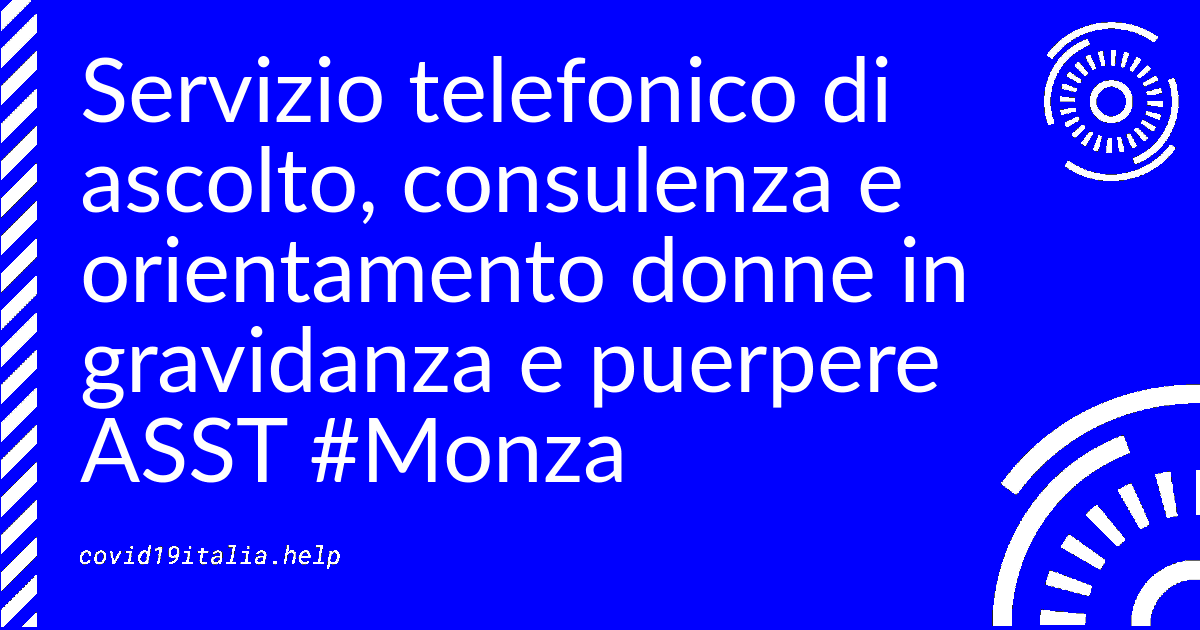 Servizio telefonico di
ascolto, consulenza e
orientamento donne in
gravidanza e puerpere
ASST #Monza
covid19italia.help